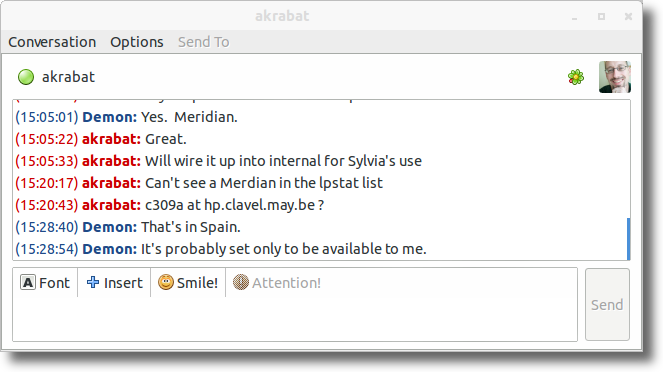 akrabat
Conversation Options Send To
akrabat
(15:05:01) Demon: Yes. Meridian.
(15:05:22) akrabat: Great.
(15:05:33) akrabat: Will wire it up into internal for Sylvia's use
(15:20:17) akrabat: Can't see a Merdian in the lpstat list
(15:20:43) akrabat: c309a at hp.clavel.may.be ?
(15:28:40) Demon: That's in Spain.
(15:28:54) Demon: It's probably set only to be available to me.
A Font Insert Smile! Attention!
Send